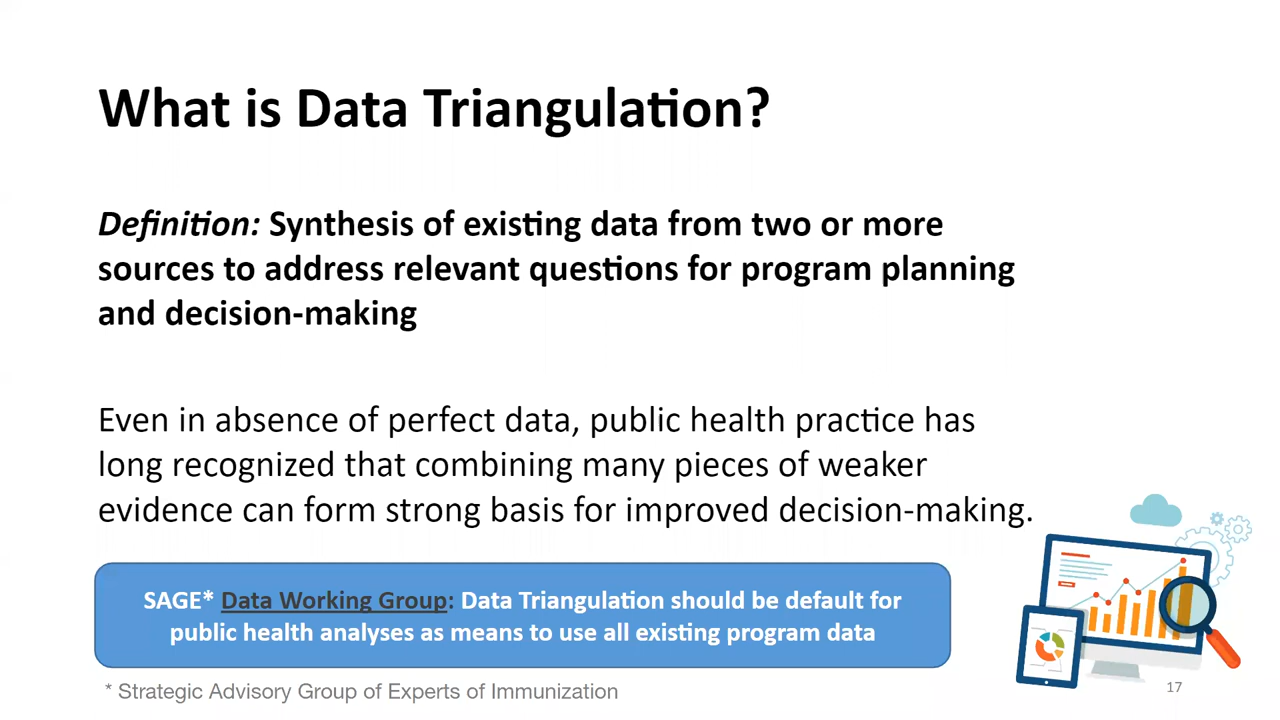 What is Data Triangulation?
Definition: Synthesis of existing data from two or more
sources to address relevant questions for program planning
and decision-making
Even in absence of perfect data, public health practice has
long recognized that combining many pieces of weaker
evidence can form strong basis for improved decision-making.
SAGE* Data Working Group: Data Triangulation should be default for
public health analyses as means to use all existing program data
* Strategic Advisory Group of Experts of Immunization
17